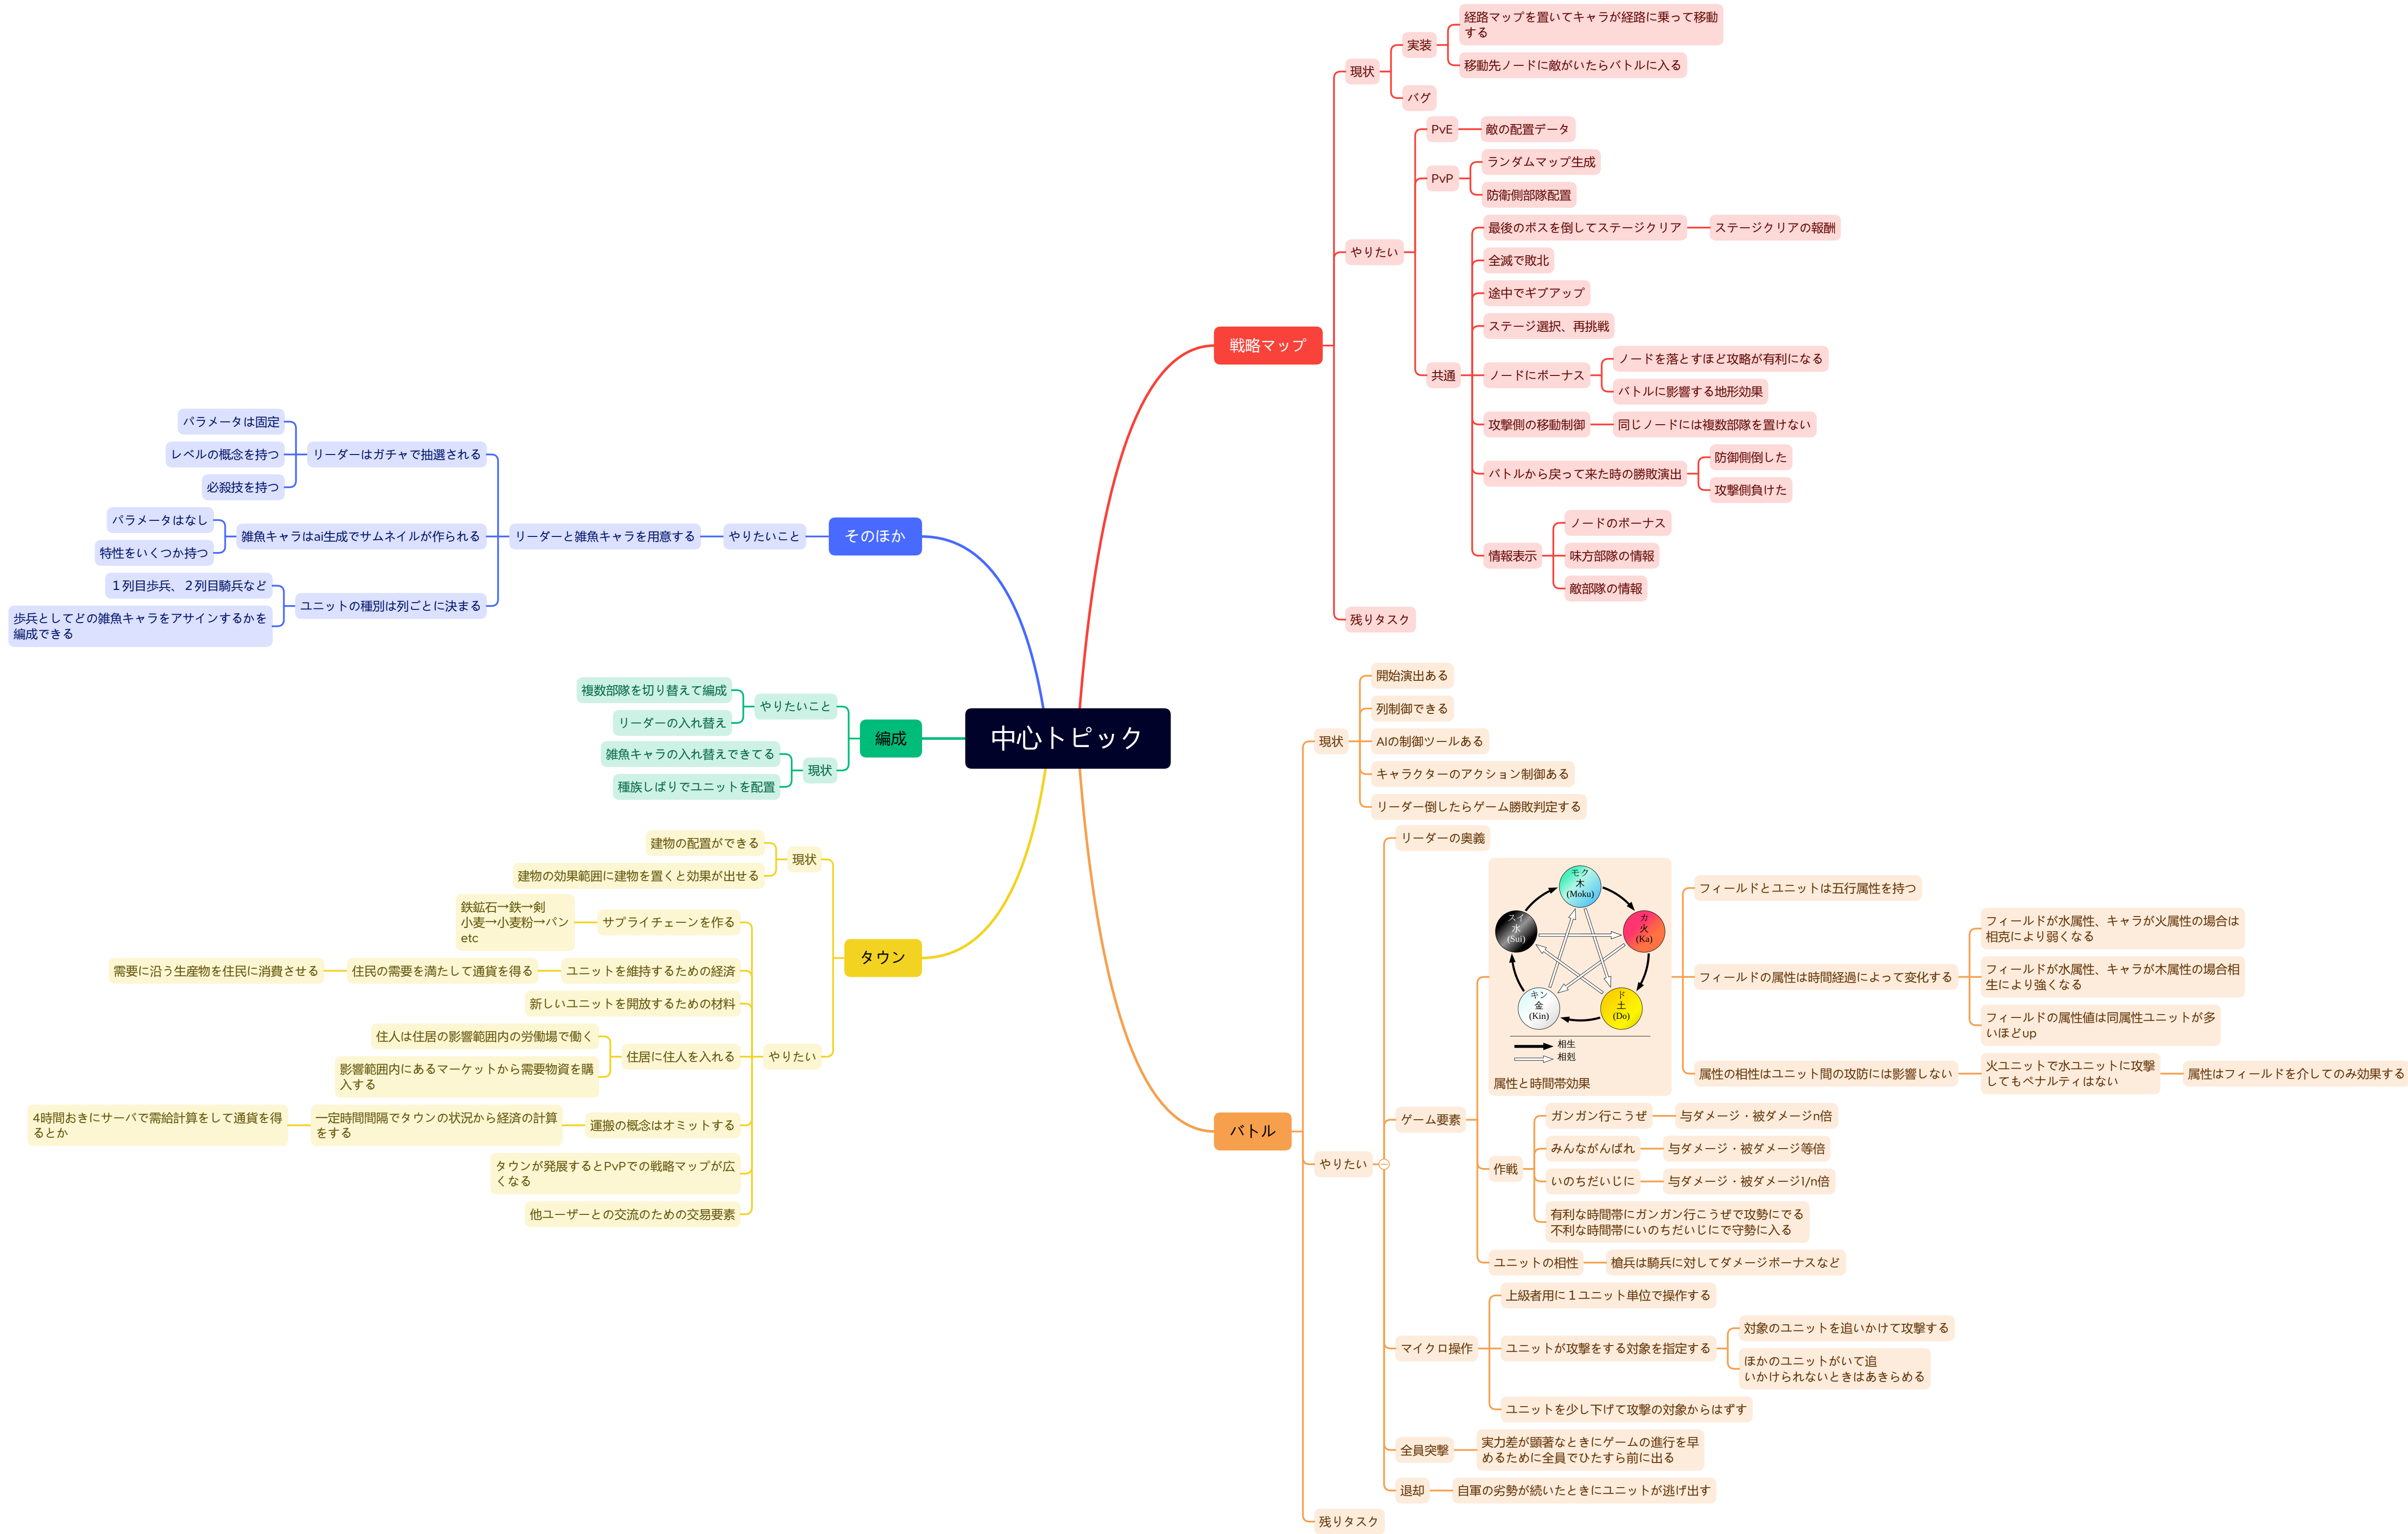 中心トピック
戦略マップ
現状
実装
経路マップを置いてキャラが経路に乗って移動
する
移動先ノードに敵がいたらバトルに入る
バグ
やりたい
PvE
敵の配置データ
PvP
ランダムマップ生成
防衛側部隊配置
共通
最後のボスを倒してステージクリア
ステージクリアの報酬
全滅で敗北
途中でギブアップ
ステージ選択、再挑戦
ノードにボーナス
ノードを落とすほど攻略が有利になる
バトルに影響する地形効果
攻撃側の移動制御
同じノードには複数部隊を置けない
バトルから戻って来た時の勝敗演出
防御側倒した
攻撃側負けた
情報表示
ノードのボーナス
味方部隊の情報
敵部隊の情報
残りタスク
バトル
現状
開始演出ある
列制御できる
AIの制御ツールある
キャラクターのアクション制御ある
リーダー倒したらゲーム勝敗判定する
やりたい
リーダーの奥義
ゲーム要素
モク
木
(Moku)
スイ
水
(Sui)
カ
火
(Ka)
キン
金
(Kin)
ド
土
(Do)
相生
相剋
属性と時間帯効果
フィールドとユニットは五行属性を持つ
フィールドの属性は時間経過によって変化する
フィールドが水属性、キャラが火属性の場合は
相克により弱くなる
フィールドが水属性、キャラが木属性の場合相
生により強くなる
フィールドの属性値は同属性ユニットが多
いほどup
属性の相性はユニット間の攻防には影響しない
火ユニットで水ユニットに攻撃
してもペナルティはない
属性はフィールドを介してのみ効果する
作戦
ガンガン行こうぜ
与ダメージ・被ダメージn倍
みんながんばれ
与ダメージ・被ダメージ等倍
いのちだいじに
与ダメージ・被ダメージ1/n倍
有利な時間帯にガンガン行こうぜで攻勢にでる
不利な時間帯にいのちだいじにで守勢に入る
ユニットの相性
槍兵は騎兵に対してダメージボーナスなど
マイクロ操作
上級者用に１ユニット単位で操作する
ユニットが攻撃をする対象を指定する
対象のユニットを追いかけて攻撃する
ほかのユニットがいて追
いかけられないときはあきらめる
ユニットを少し下げて攻撃の対象からはずす
全員突撃
実力差が顕著なときにゲームの進行を早
めるために全員でひたすら前に出る
退却
自軍の劣勢が続いたときにユニットが逃げ出す
残りタスク
そのほか
やりたいこと
リーダーと雑魚キャラを用意する
リーダーはガチャで抽選される
パラメータは固定
レベルの概念を持つ
必殺技を持つ
雑魚キャラはai生成でサムネイルが作られる
パラメータはなし
特性をいくつか持つ
ユニットの種別は列ごとに決まる
１列目歩兵、２列目騎兵など
歩兵としてどの雑魚キャラをアサインするかを
編成できる
編成
やりたいこと
複数部隊を切り替えて編成
リーダーの入れ替え
現状
雑魚キャラの入れ替えできてる
種族しばりでユニットを配置
タウン
現状
建物の配置ができる
建物の効果範囲に建物を置くと効果が出せる
やりたい
サプライチェーンを作る
鉄鉱石→鉄→剣
小麦→小麦粉→パン
etc
ユニットを維持するための経済
住民の需要を満たして通貨を得る
需要に沿う生産物を住民に消費させる
新しいユニットを開放するための材料
住居に住人を入れる
住人は住居の影響範囲内の労働場で働く
影響範囲内にあるマーケットから需要物資を購
入する
運搬の概念はオミットする
一定時間間隔でタウンの状況から経済の計算
をする
4時間おきにサーバで需給計算をして通貨を得
るとか
タウンが発展するとPvPでの戦略マップが広
くなる
他ユーザーとの交流のための交易要素